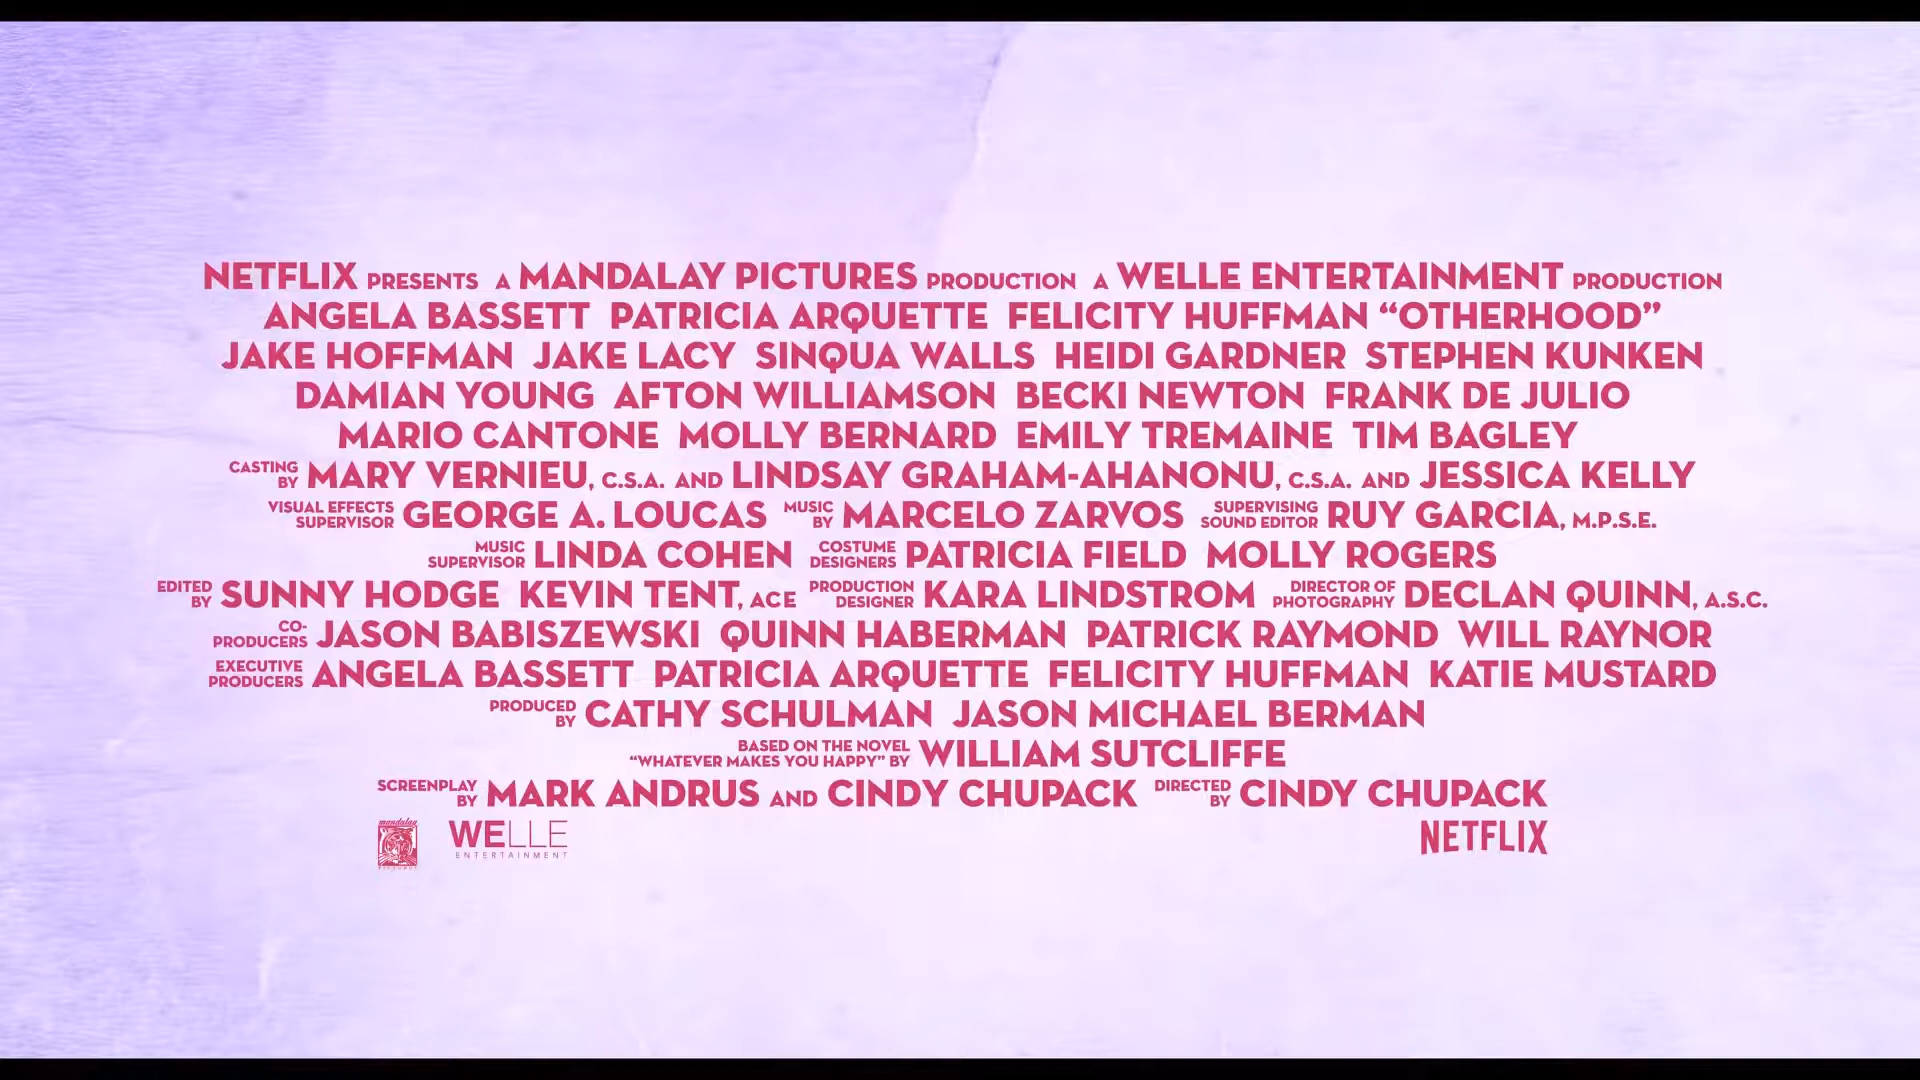 NETFLIX PRESENTS A MANDALAY PICTURES PRODUCTION A WELLE ENTERTAINMENT PRODUCTION
ANGELA BASSETT PATRICIA ARQUETTE FELICITY HUFFMAN “OTHERHOOD”
JAKE HOFFMAN JAKE LACY SINQUA WALLS HEIDI GARDNER STEPHEN KUNKEN
DAMIAN YOUNG AFTON WILLIAMSON BECKI NEWTON FRANK DE JULIO
MARIO CANTONE MOLLY BERNARD EMILY TREMAINE TIM BAGLEY
CASTING BY MARY VERNIEU, C.S.A. AND LINDSAY GRAHAM-AHANONU, C.S.A. AND JESSICA KELLY
VISUAL EFFECTS SUPERVISOR GEORGE A. LOUCAS MUSIC BY MARCELO ZARVOS SUPERVISING SOUND EDITOR RUY GARCIA, M.P.S.E.
MUSIC SUPERVISOR LINDA COHEN COSTUME DESIGNERS PATRICIA FIELD MOLLY ROGERS
EDITED BY SUNNY HODGE KEVIN TENT, ACE PRODUCTION DESIGNER KARA LINDSTROM DIRECTOR OF PHOTOGRAPHY DECLAN QUINN, A.S.C.
CO-PRODUCERS JASON BABISZEWSKI QUINN HABERMAN PATRICK RAYMOND WILL RAYNOR
EXECUTIVE PRODUCERS ANGELA BASSETT PATRICIA ARQUETTE FELICITY HUFFMAN KATIE MUSTARD
PRODUCED BY CATHY SCHULMAN JASON MICHAEL BERMAN
BASED ON THE NOVEL “WHATEVER MAKES YOU HAPPY” BY WILLIAM SUTCLIFFE
SCREENPLAY BY MARK ANDRUS AND CINDY CHUPACK DIRECTED BY CINDY CHUPACK
mandalay WELLE NETFLIX
ENTERTAINMENT